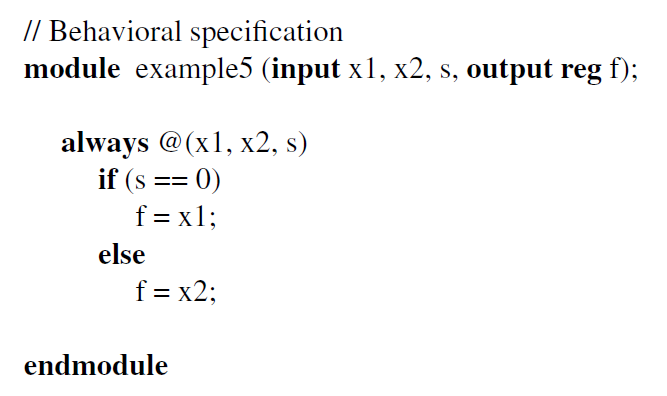 // Behavioral specification
module example5 (input x1, x2, s, output reg f);
always @(x1, x2, s)
if (s == 0)
f = x1;
else
f = x2;
endmodule